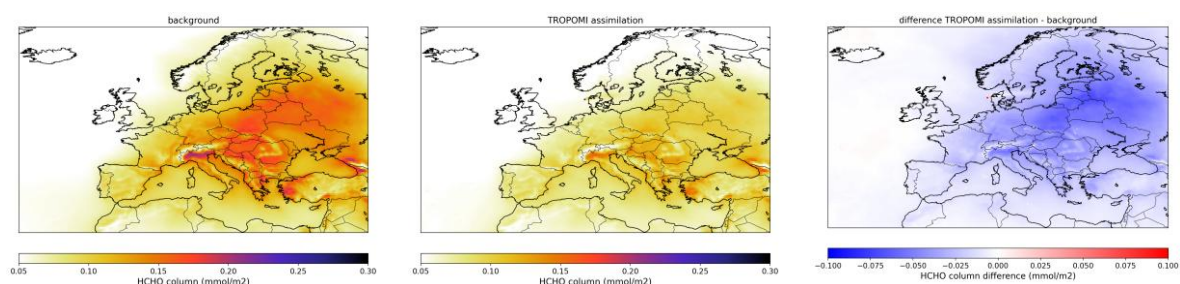 background
0.05 0.10 0.15 0.20 0.25 0.30
HCHO column (mmol/m2)
TROPOMI assimilation
0.05 0.10 0.15 0.20 0.25 0.30
HCHO column (mmol/m2)
difference TROPOMI assimilation - background
−0.100 −0.075 −0.050 −0.025 0.000 0.025 0.050 0.075 0.100
HCHO column difference (mmol/m2)